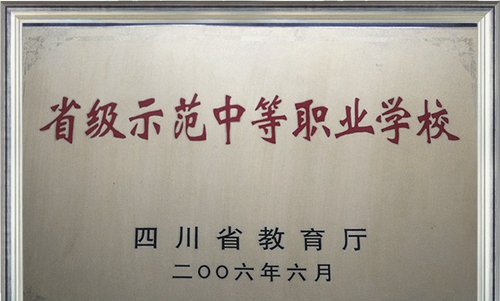 省级示范中等职业学校
四川省教育厅
二〇〇六年六月